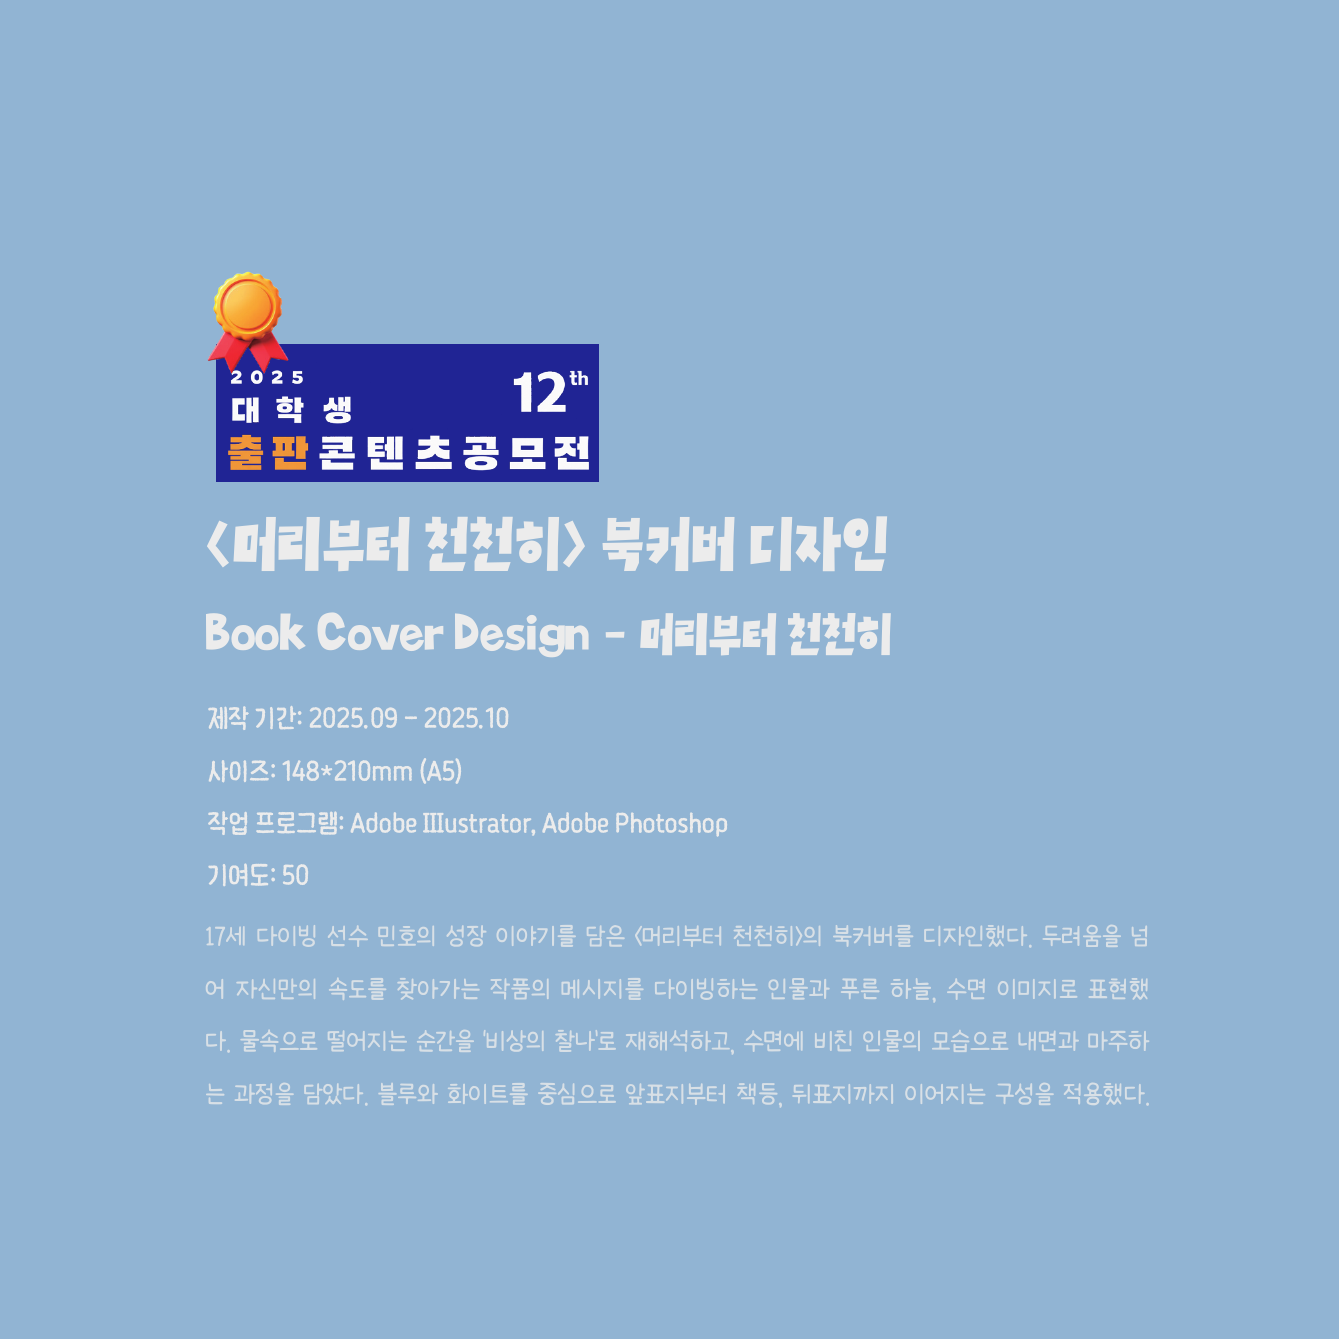 2025
대학생
12th
출판콘텐츠공모전
<머리부터 천천히> 북커버 디자인
Book Cover Design - 머리부터 천천히
제작 기간: 2025.09 - 2025.10
사이즈: 148*210mm (A5)
작업 프로그램: Adobe Illustrator, Adobe Photoshop
기여도: 50
17세 다이빙 선수 민호의 성장 이야기를 담은 <머리부터 천천히>의 북커버를 디자인했다. 두려움을 넘
어 자신만의 속도를 찾아가는 작품의 메시지를 다이빙하는 인물과 푸른 하늘, 수면 이미지로 표현했
다. 물속으로 떨어지는 순간을 '비상의 찰나'로 재해석하고, 수면에 비친 인물의 모습으로 내면과 마주하
는 과정을 담았다. 블루와 화이트를 중심으로 앞표지부터 책등, 뒤표지까지 이어지는 구성을 적용했다.